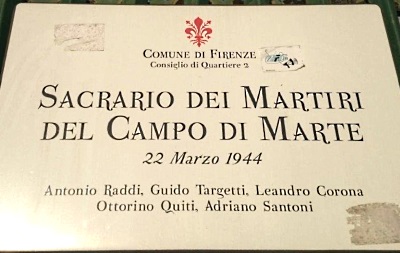 Comune di Firenze
Consiglio di Quartiere 2
Sacrario dei Martiri
del Campo di Marte
22 Marzo 1944
Antonio Raddi, Guido Targetti, Leandro Corona
Ottorino Quiti, Adriano Santoni